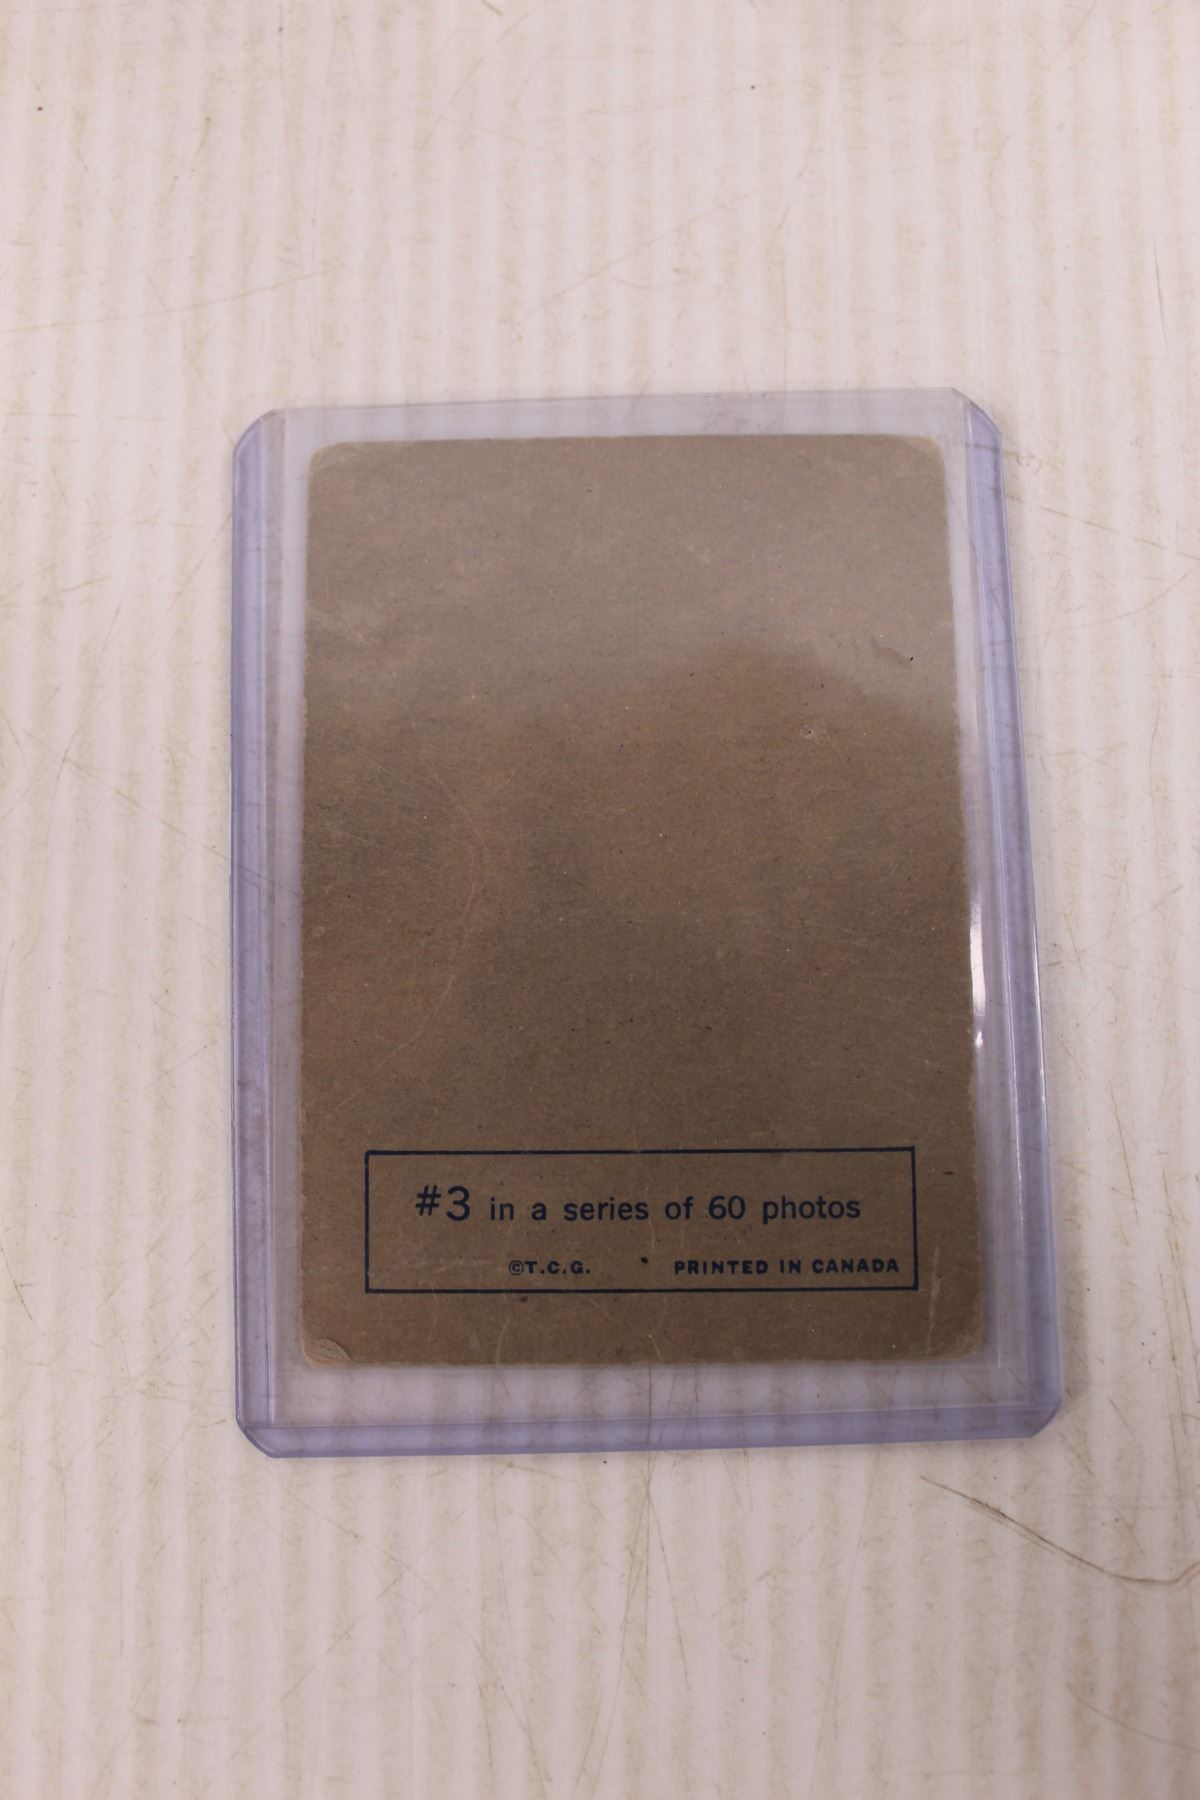 #3 in a series of 60 photos
©T.C.G. PRINTED IN CANADA